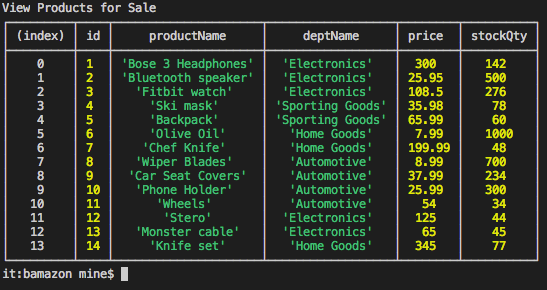 View Products for Sale
(index) id productName deptName price stockQty
0 1 'Bose 3 Headphones' 'Electronics' 300 142
1 2 'Bluetooth speaker' 'Electronics' 25.95 500
2 3 'Fitbit watch' 'Electronics' 108.5 276
3 4 'Ski mask' 'Sporting Goods' 35.98 78
4 5 'Backpack' 'Sporting Goods' 65.99 60
5 6 'Olive Oil' 'Home Goods' 7.99 1000
6 7 'Chef Knife' 'Home Goods' 199.99 48
7 8 'Wiper Blades' 'Automotive' 8.99 700
8 9 'Car Seat Covers' 'Automotive' 37.99 234
9 10 'Phone Holder' 'Automotive' 25.99 300
10 11 'Wheels' 'Automotive' 54 34
11 12 'Stero' 'Electronics' 125 44
12 13 'Monster cable' 'Electronics' 65 45
13 14 'Knife set' 'Home Goods' 345 77
it:bamazon mine$